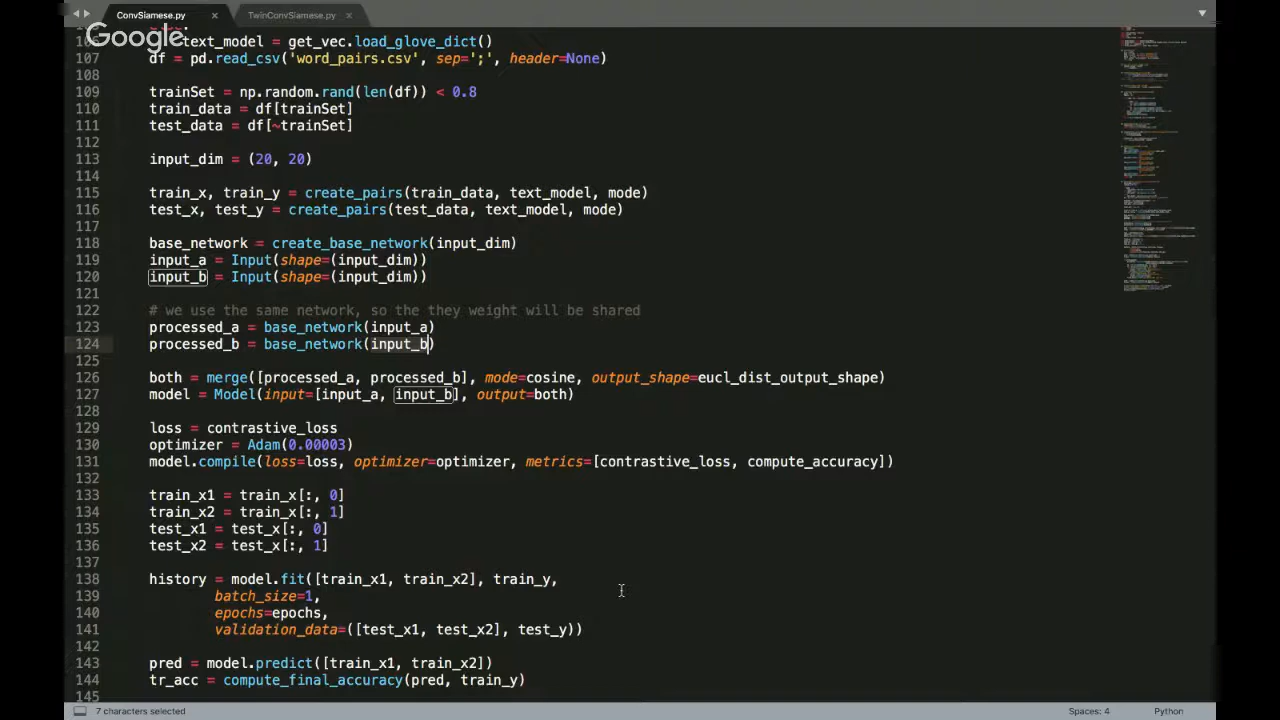 ConvSiamese.py × TwinConvSiamese.py ×
Google
106 text_model = get_vec.load_glove_dict()
107 df = pd.read_csv('word_pairs.csv', sep=';', header=None)
108
109 trainSet = np.random.rand(len(df)) < 0.8
110 train_data = df[trainSet]
111 test_data = df[~trainSet]
112
113 input_dim = (20, 20)
114
115 train_x, train_y = create_pairs(train_data, text_model, mode)
116 test_x, test_y = create_pairs(test_data, text_model, mode)
117
118 base_network = create_base_network(input_dim)
119 input_a = Input(shape=(input_dim))
120 input_b = Input(shape=(input_dim))
121
122 # we use the same network, so the they weight will be shared
123 processed_a = base_network(input_a)
124 processed_b = base_network(input_b)
125
126 both = merge([processed_a, processed_b], mode=cosine, output_shape=eucl_dist_output_shape)
127 model = Model(input=[input_a, input_b], output=both)
128
129 loss = contrastive_loss
130 optimizer = Adam(0.00003)
131 model.compile(loss=loss, optimizer=optimizer, metrics=[contrastive_loss, compute_accuracy])
132
133 train_x1 = train_x[:, 0]
134 train_x2 = train_x[:, 1]
135 test_x1 = test_x[:, 0]
136 test_x2 = test_x[:, 1]
137
138 history = model.fit([train_x1, train_x2], train_y,
139 batch_size=1,
140 epochs=epochs,
141 validation_data=([test_x1, test_x2], test_y))
142
143 pred = model.predict([train_x1, train_x2])
144 tr_acc = compute_final_accuracy(pred, train_y)
145
7 characters selected Spaces: 4 Python